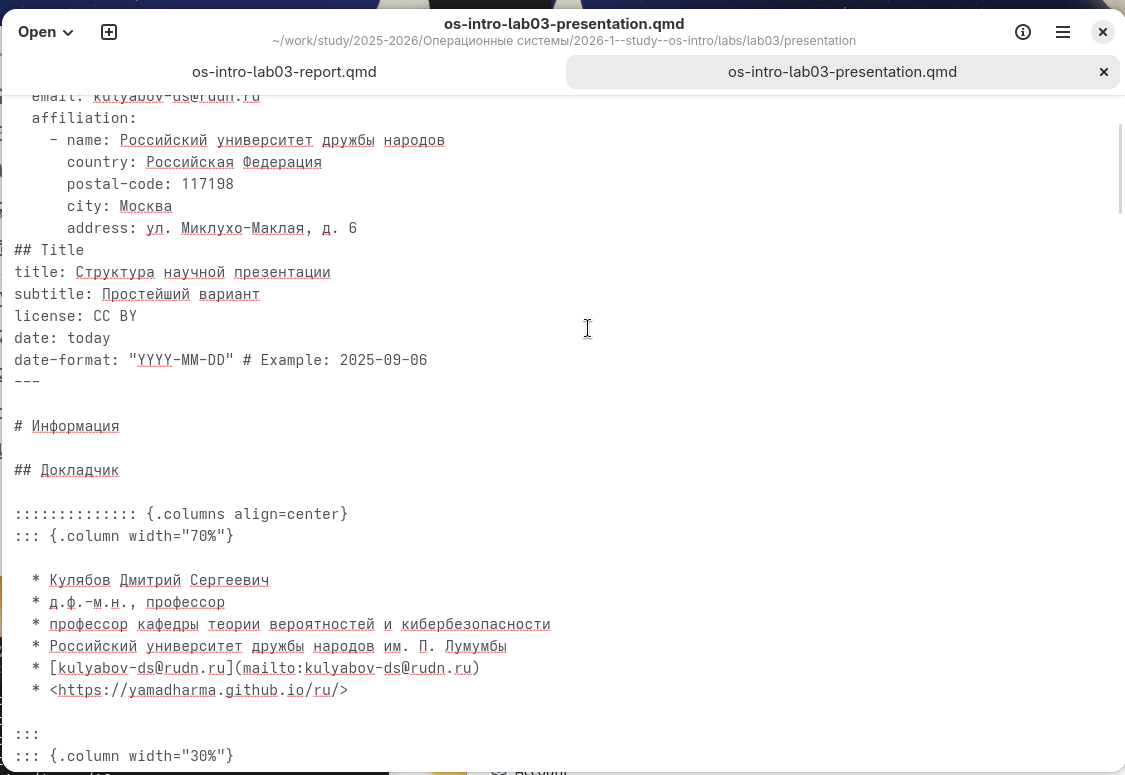 Open
os-intro-lab03-presentation.qmd
~/work/study/2025-2026/Операционные системы/2026-1--study--os-intro/labs/lab03/presentation
os-intro-lab03-report.qmd
os-intro-lab03-presentation.qmd
email: kulyabov-ds@rudn.ru
affiliation:
- name: Российский университет дружбы народов
country: Российская Федерация
postal-code: 117198
city: Москва
address: ул. Миклухо-Маклая, д. 6
## Title
title: Структура научной презентации
subtitle: Простейший вариант
license: CC BY
date: today
date-format: "YYYY-MM-DD" # Example: 2025-09-06
---
# Информация
## Докладчик
:::::::::::::: {.columns align=center}
::: {.column width="70%"}
* Кулябов Дмитрий Сергеевич
* д.ф.-м.н., профессор
* профессор кафедры теории вероятностей и кибербезопасности
* Российский университет дружбы народов им. П. Лумумбы
* [kulyabov-ds@rudn.ru](mailto:kulyabov-ds@rudn.ru)
* <https://yamadharma.github.io/ru/>
:::
::: {.column width="30%"}